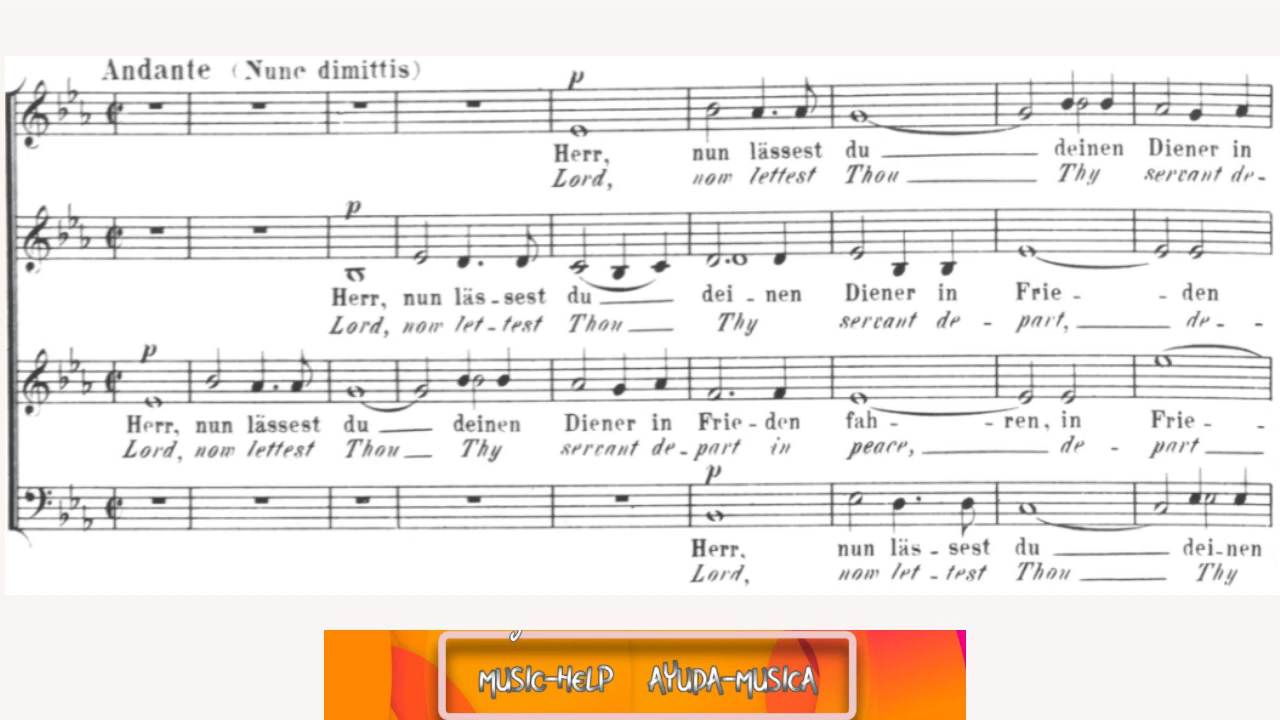 Andante (Nunc dimittis)
p
Herr, nun lässest du deinen Diener in
Lord, now lettest Thou Thy servant de-
p
Herr, nun läs-sest du dei-nen Diener in Frie-den
Lord, now let-test Thou Thy servant de-part, de-
p
Herr, nun lässest du deinen Diener in Frie-den fah-ren, in Frie-
Lord, now lettest Thou Thy servant de-part in peace, de-part
p
Herr, nun läs-sest du dei-nen
Lord, now let-test Thou Thy
MUSIC-HELP AYUDA-MUSICA